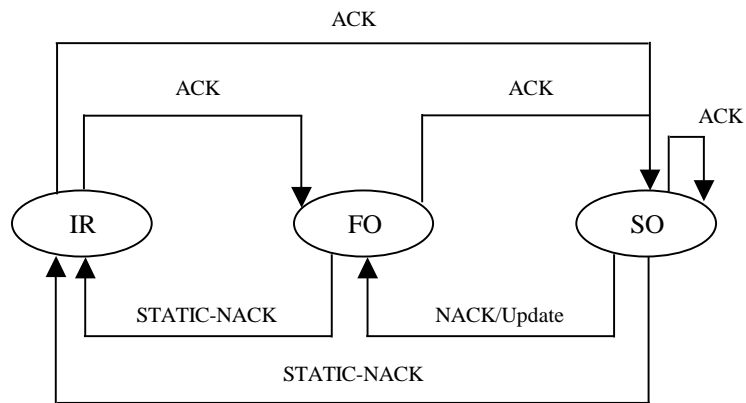 ACK
ACK
ACK
ACK
IR
FO
SO
STATIC-NACK
NACK/Update
STATIC-NACK